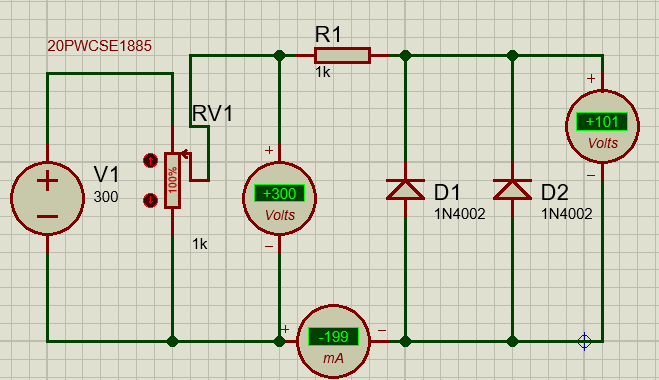 20PWCSE1885
R1
1k
RV1
100%
1k
V1
300
+
−
+
+300
Volts
−
D1
1N4002
D2
1N4002
+
+101
Volts
−
+
-199
mA
−